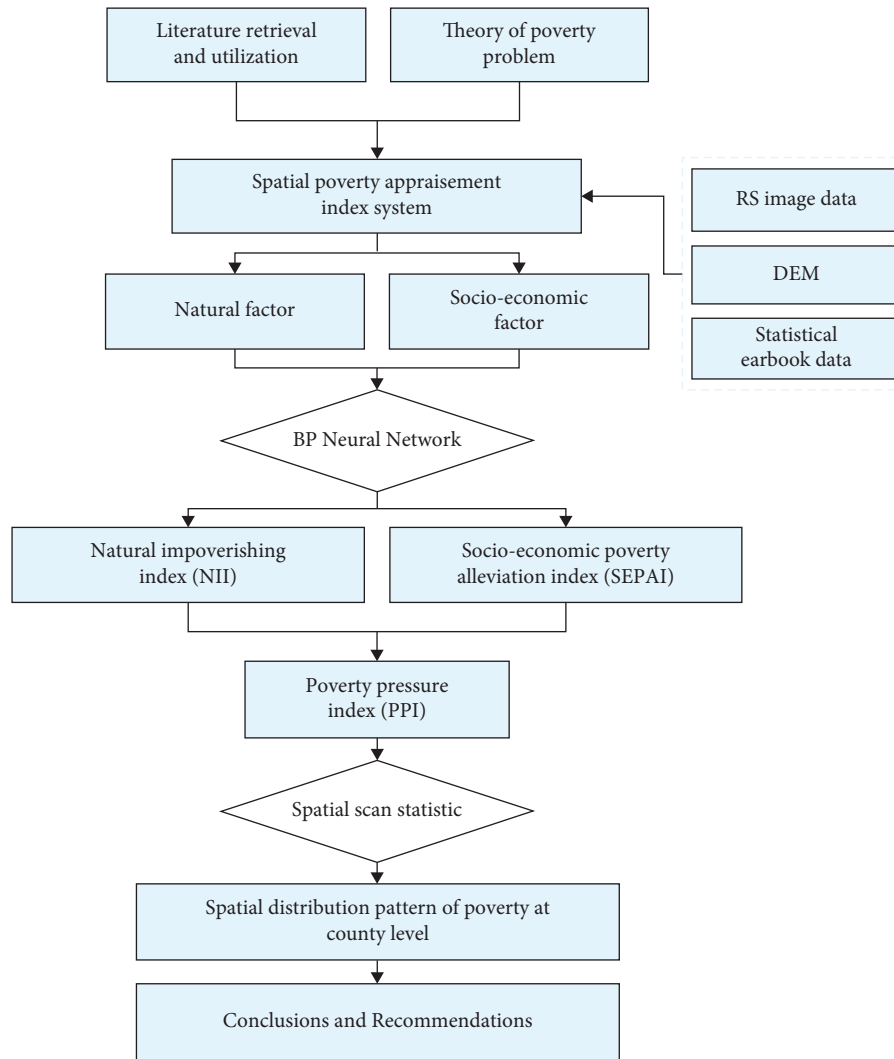 Literature retrieval
and utilization
Theory of poverty
problem
Spatial poverty appraisement
index system
RS image data
DEM
Statistical
earbook data
Natural factor
Socio-economic
factor
BP Neural Network
Natural impoverishing
index (NII)
Socio-economic poverty
alleviation index (SEPAI)
Poverty pressure
index (PPI)
Spatial scan statistic
Spatial distribution pattern of poverty at
county level
Conclusions and Recommendations